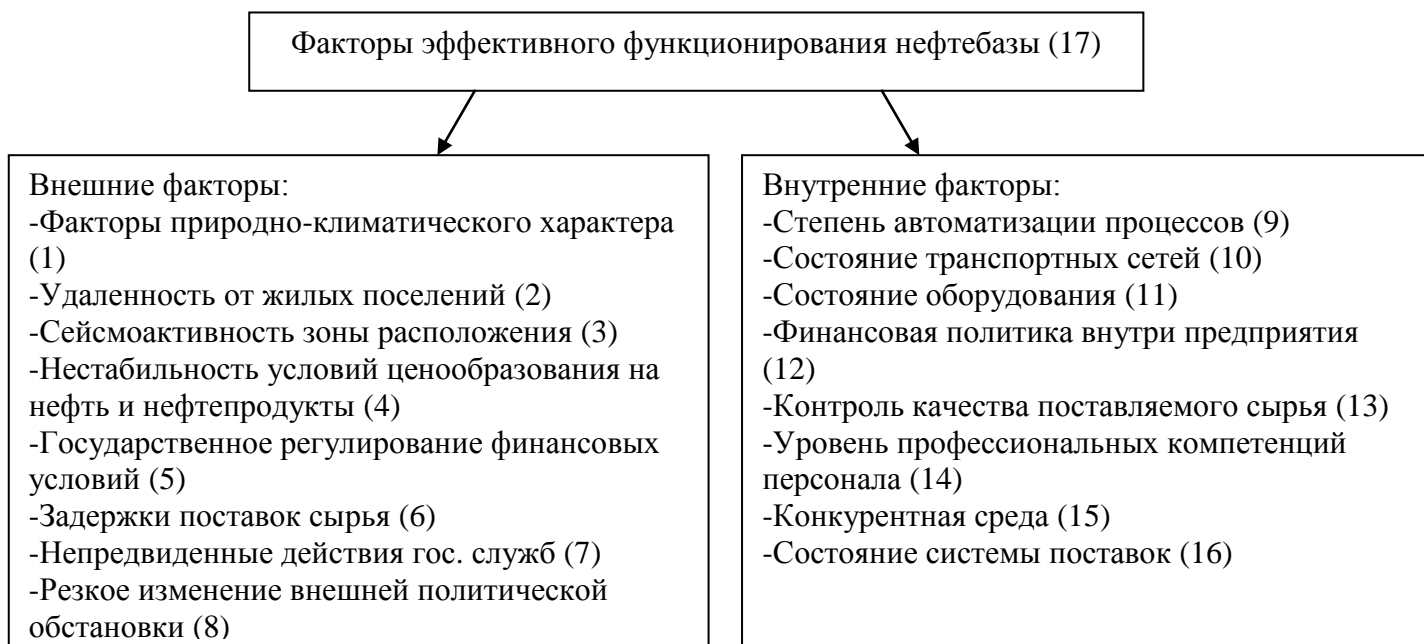 Факторы эффективного функционирования нефтебазы (17)
Внешние факторы:
-Факторы природно-климатического характера
(1)
-Удаленность от жилых поселений (2)
-Сейсмоактивность зоны расположения (3)
-Нестабильность условий ценообразования на
нефть и нефтепродукты (4)
-Государственное регулирование финансовых
условий (5)
-Задержки поставок сырья (6)
-Непредвиденные действия гос. служб (7)
-Резкое изменение внешней политической
обстановки (8)
Внутренние факторы:
-Степень автоматизации процессов (9)
-Состояние транспортных сетей (10)
-Состояние оборудования (11)
-Финансовая политика внутри предприятия
(12)
-Контроль качества поставляемого сырья (13)
-Уровень профессиональных компетенций
персонала (14)
-Конкурентная среда (15)
-Состояние системы поставок (16)